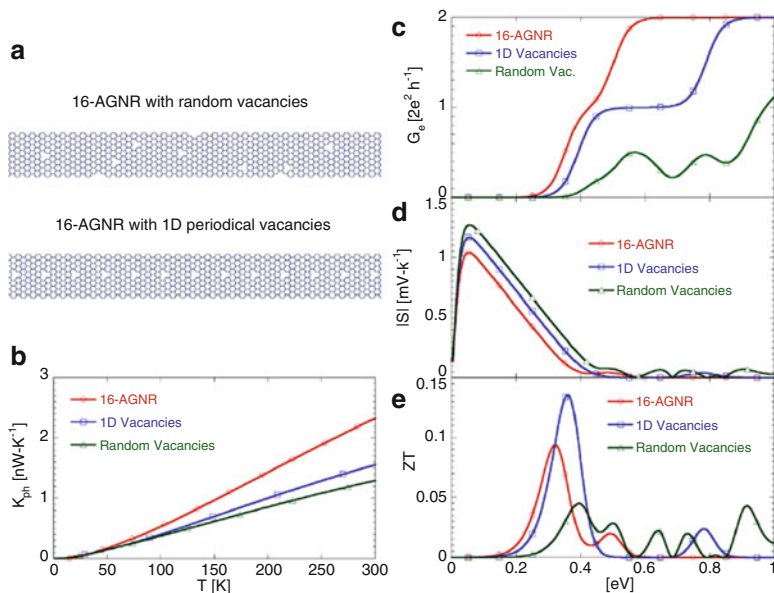 a
16-AGNR with random vacancies
16-AGNR with 1D periodical vacancies
b
3
2
1
0
K_ph [nW-K⁻¹]
16-AGNR
1D Vacancies
Random Vacancies
0 50 100 150 200 250 300
T [K]
c
2
1
0
G_e [2e² h⁻¹]
16-AGNR
1D Vacancies
Random Vac.
d
1.5
1
0.5
0
|S| [mV-k⁻¹]
16-AGNR
1D Vacancies
Random Vacancies
e
0.15
0.1
0.05
0
ZT
16-AGNR
1D Vacancies
Random Vacancies
0 0.2 0.4 0.6 0.8 1
[eV]